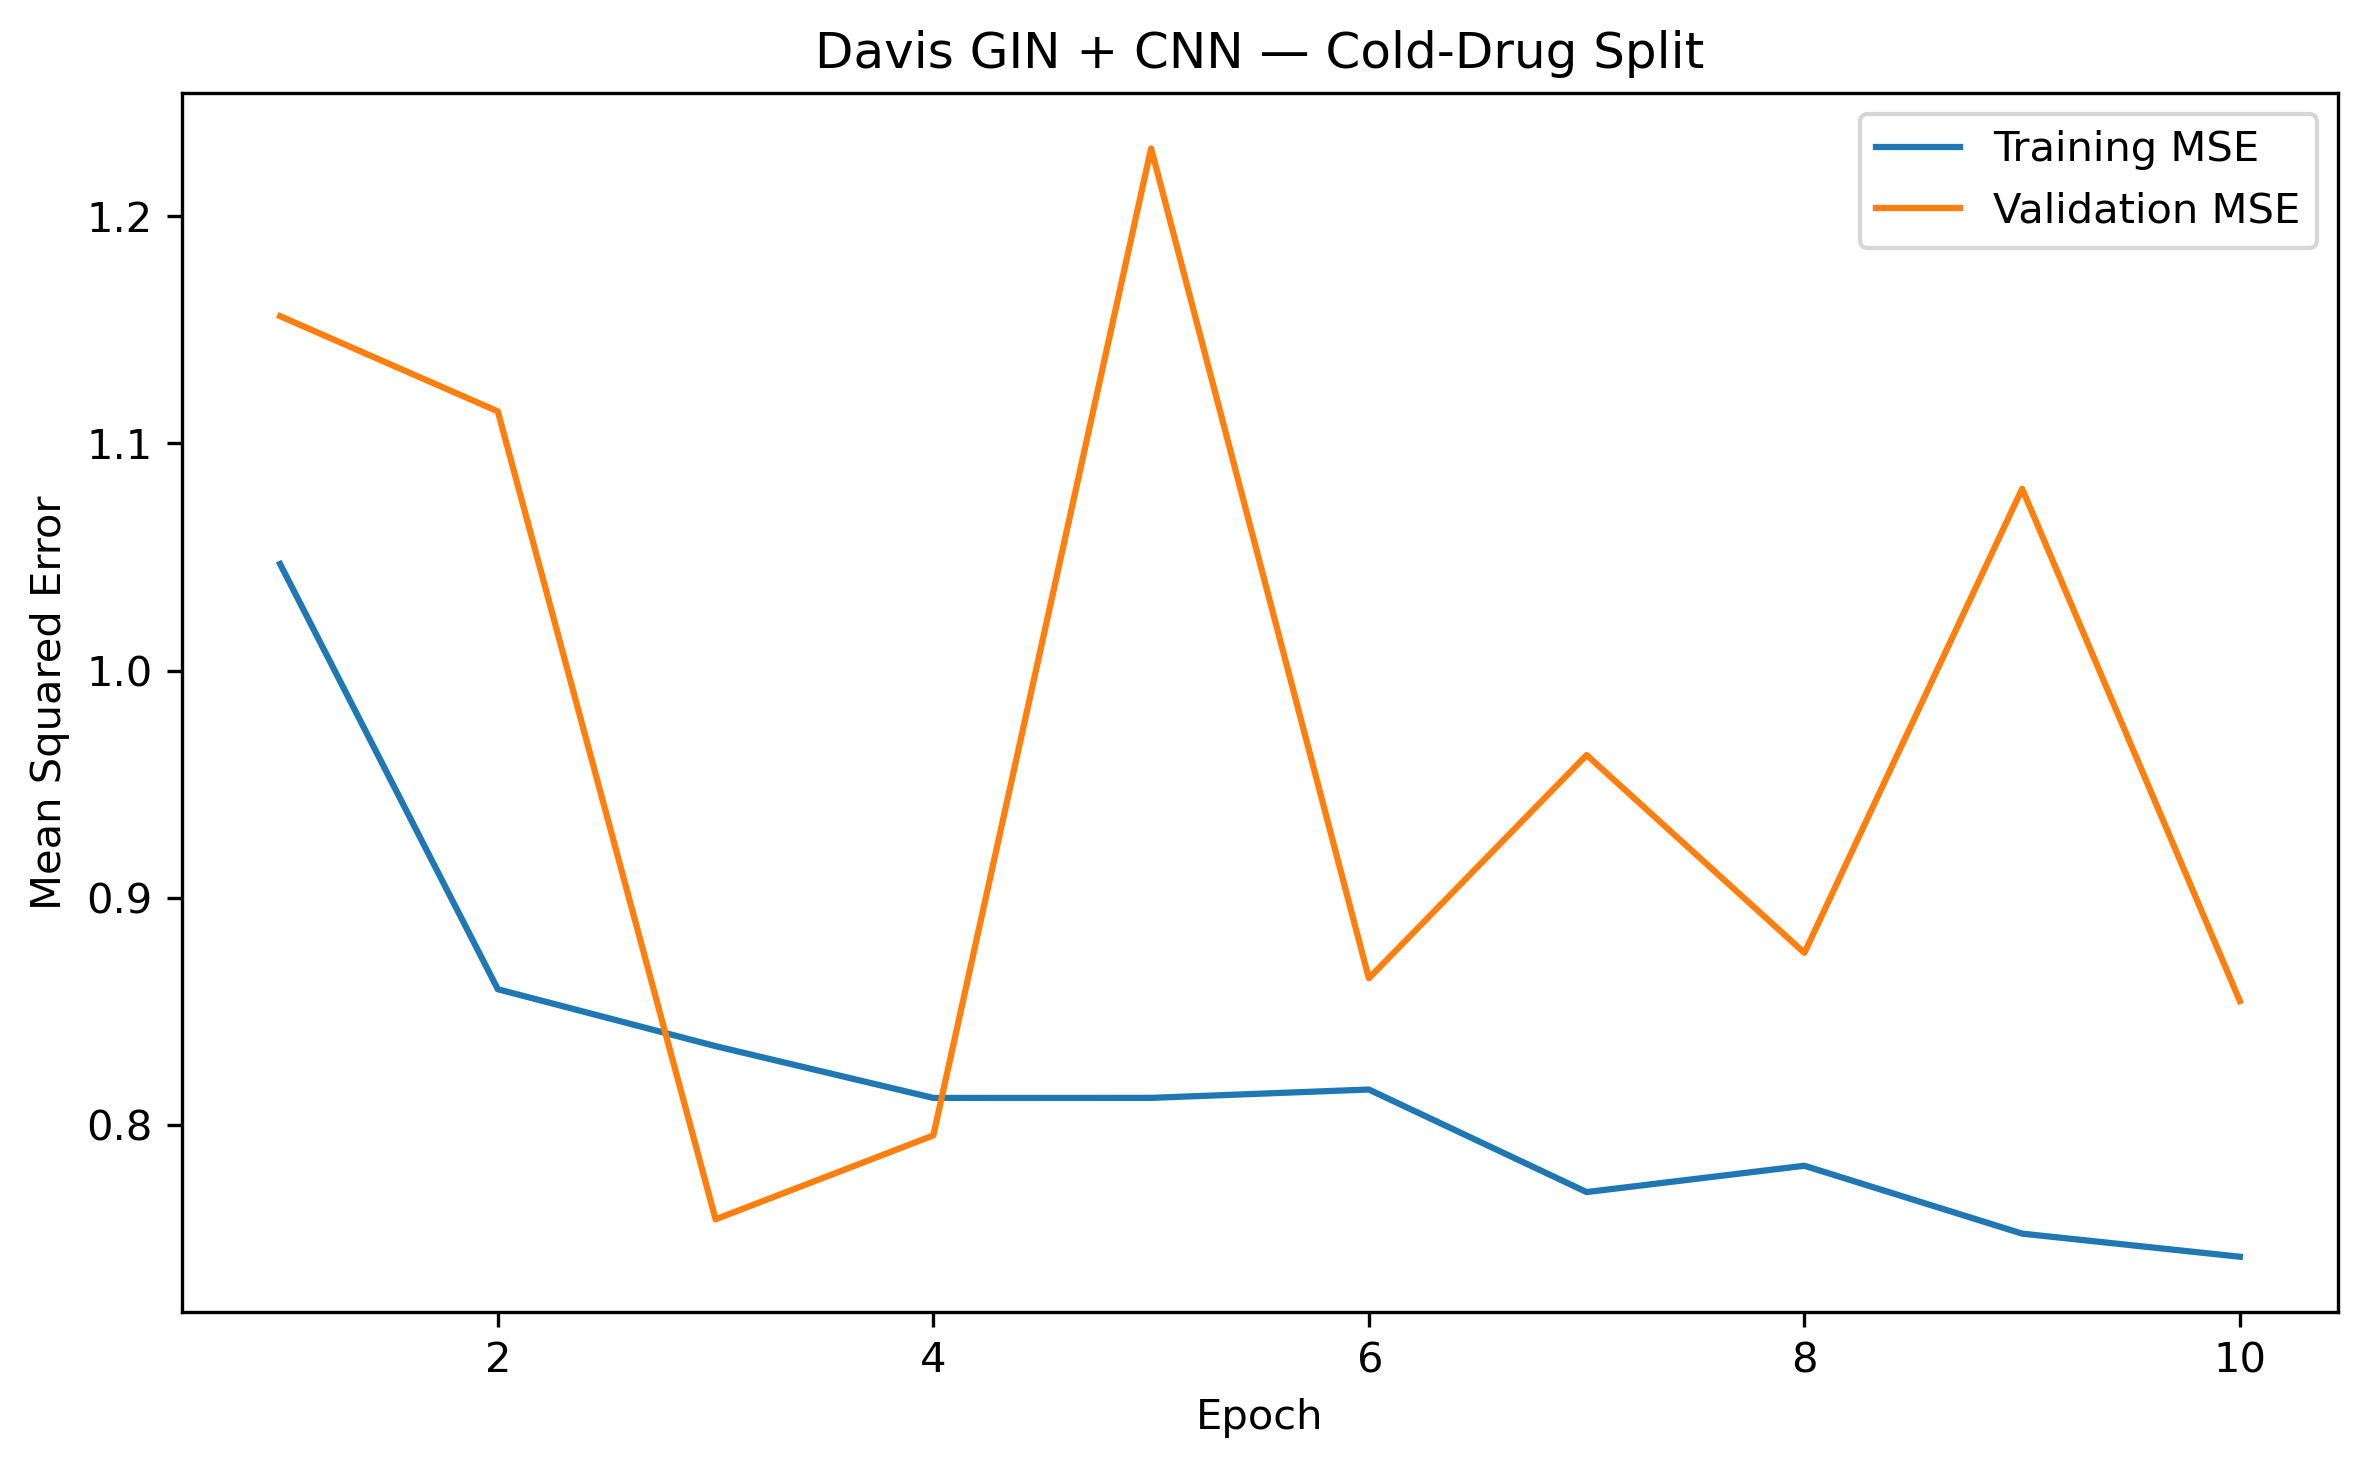 Davis GIN + CNN — Cold-Drug Split
Training MSE
Validation MSE
Mean Squared Error
1.2
1.1
1.0
0.9
0.8
2 4 6 8 10
Epoch